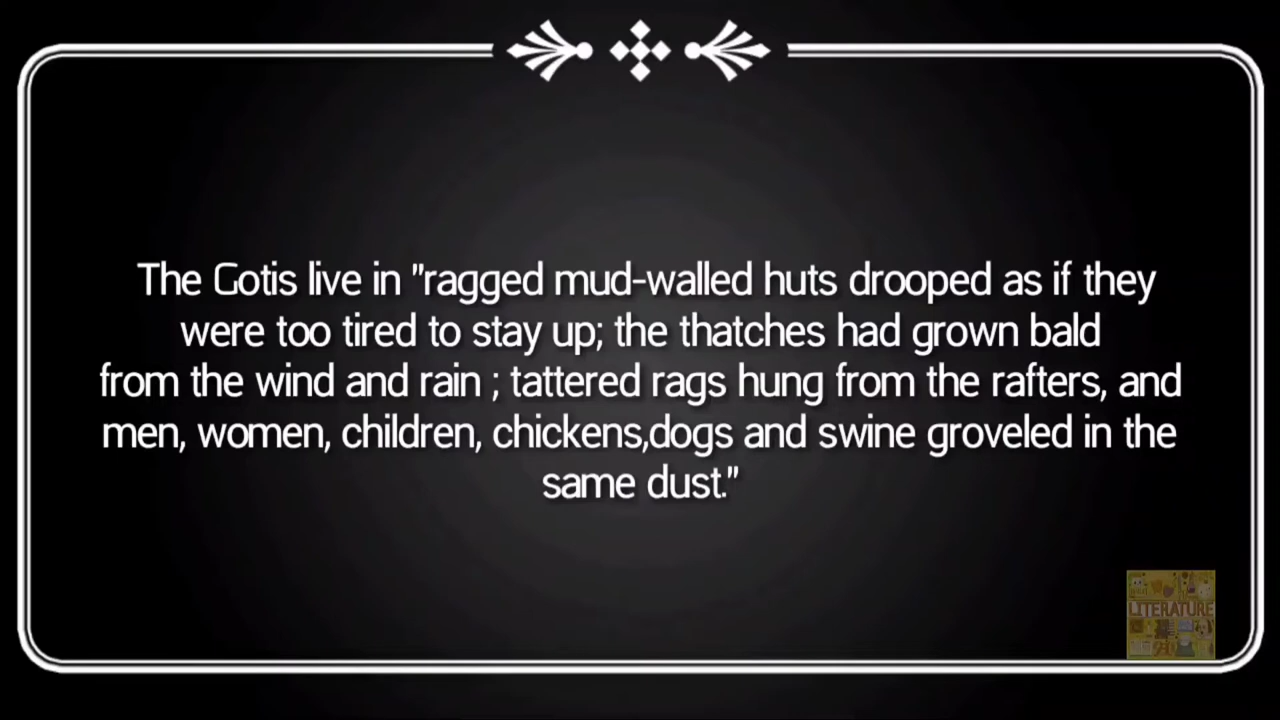 The Gotis live in "ragged mud-walled huts drooped as if they
were too tired to stay up; the thatches had grown bald
from the wind and rain ; tattered rags hung from the rafters, and
men, women, children, chickens,dogs and swine groveled in the
same dust."
LITERATURE